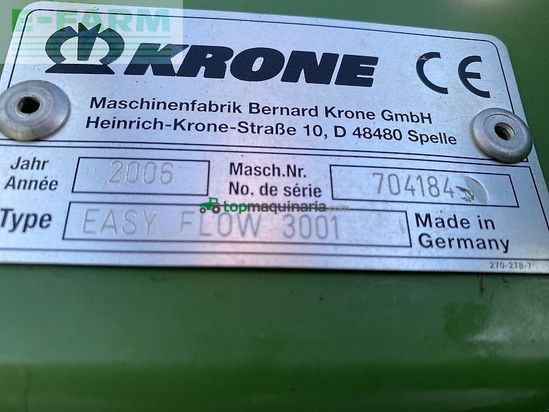 E-FARM
KRONE CE
Maschinenfabrik Bernard Krone GmbH
Heinrich-Krone-Straße 10, D 48480 Spelle
Jahr 2006 Masch.Nr. 704184
Année No. de série
topmaquinaria.com
Type EASY FLOW 3001 Made in
Germany
270-278-7